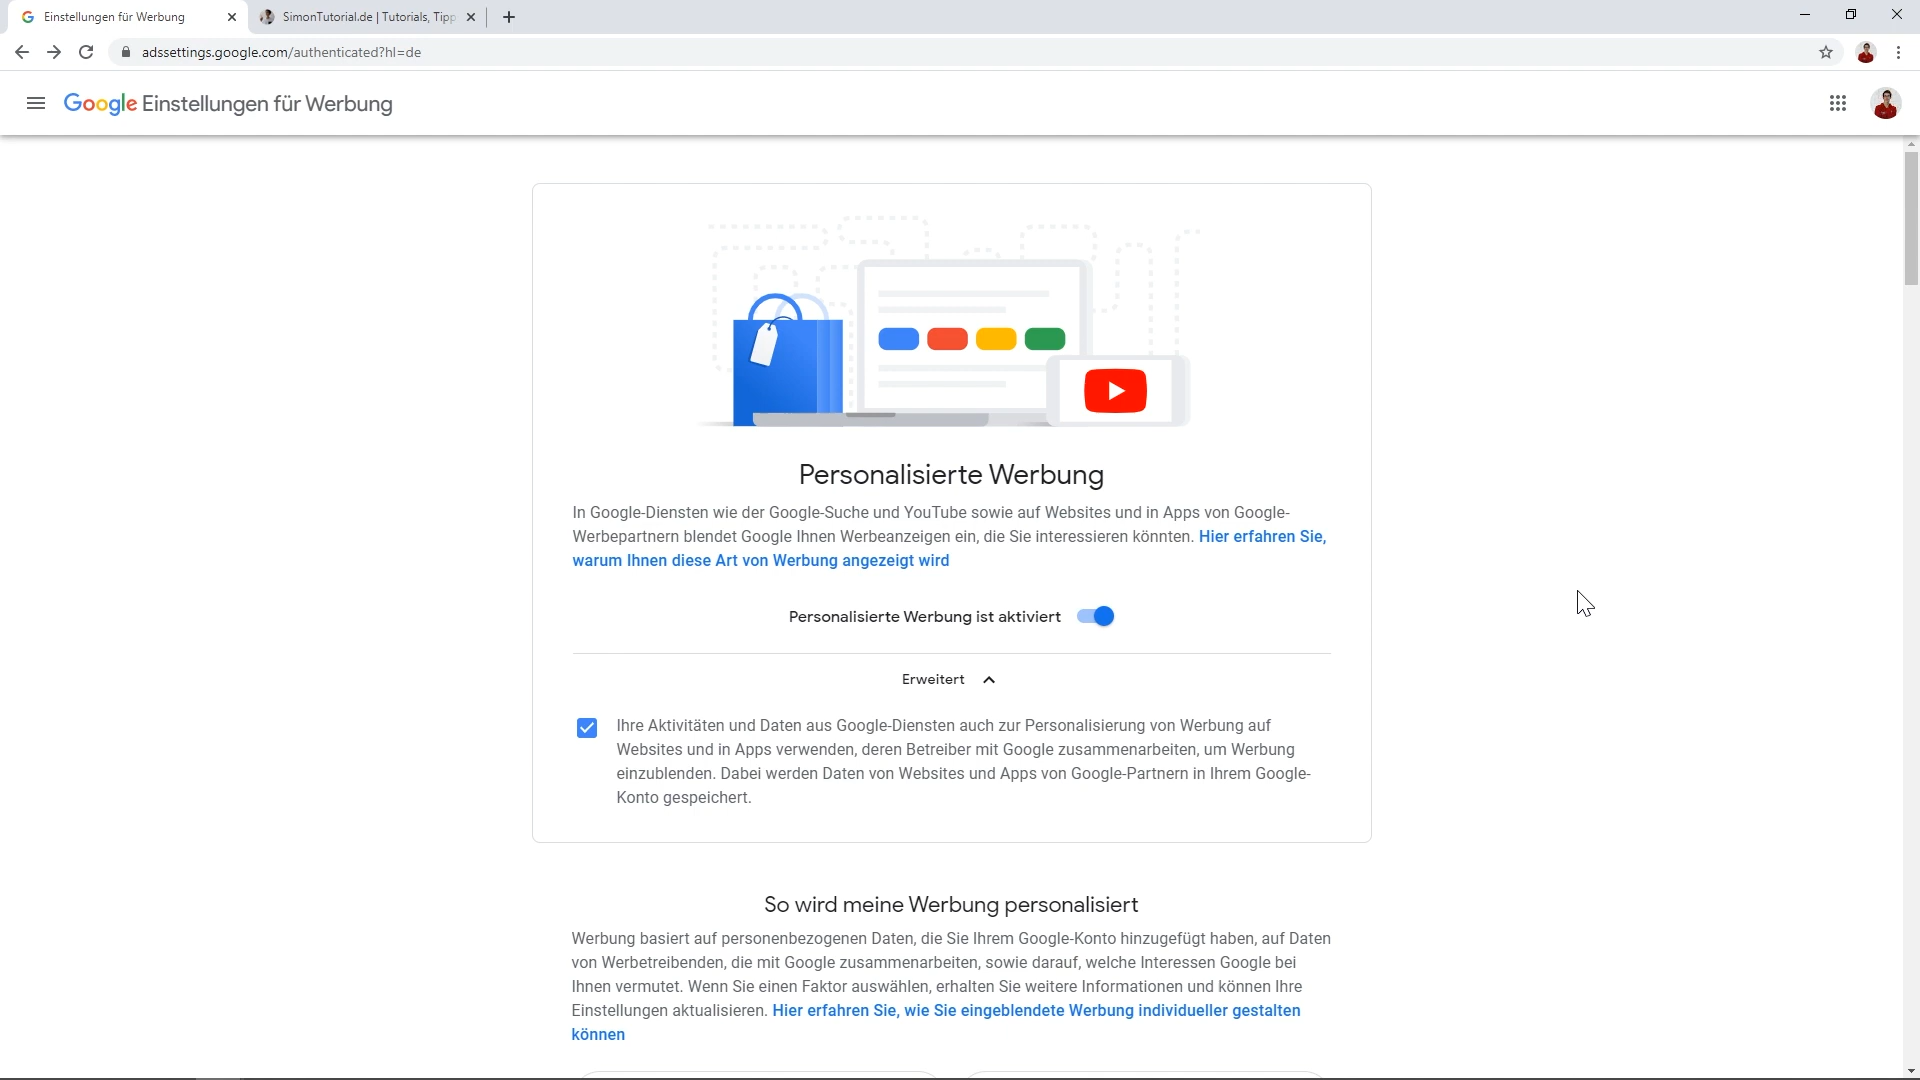 Einstellungen für Werbung
SimonTutorial.de | Tutorials, Tipp
adssettings.google.com/authenticated?hl=de
Google Einstellungen für Werbung
Personalisierte Werbung
In Google-Diensten wie der Google-Suche und YouTube sowie auf Websites und in Apps von Google-
Werbepartnern blendet Google Ihnen Werbeanzeigen ein, die Sie interessieren könnten. Hier erfahren Sie,
warum Ihnen diese Art von Werbung angezeigt wird
Personalisierte Werbung ist aktiviert
Erweitert
Ihre Aktivitäten und Daten aus Google-Diensten auch zur Personalisierung von Werbung auf
Websites und in Apps verwenden, deren Betreiber mit Google zusammenarbeiten, um Werbung
einzublenden. Dabei werden Daten von Websites und Apps von Google-Partnern in Ihrem Google-
Konto gespeichert.
So wird meine Werbung personalisiert
Werbung basiert auf personenbezogenen Daten, die Sie Ihrem Google-Konto hinzugefügt haben, auf Daten
von Werbetreibenden, die mit Google zusammenarbeiten, sowie darauf, welche Interessen Google bei
Ihnen vermutet. Wenn Sie einen Faktor auswählen, erhalten Sie weitere Informationen und können Ihre
Einstellungen aktualisieren. Hier erfahren Sie, wie Sie eingeblendete Werbung individueller gestalten
können